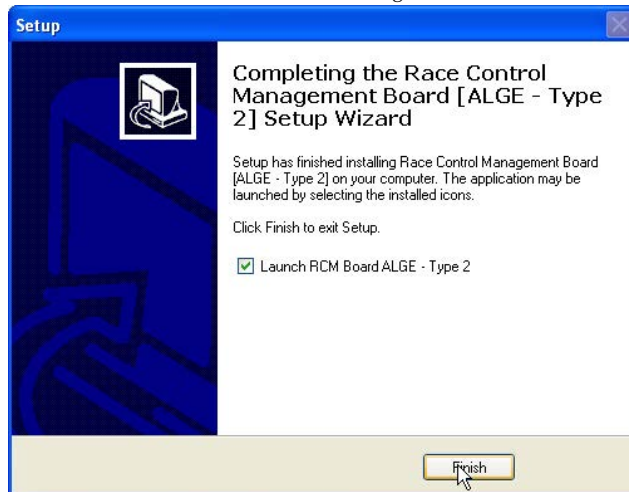 Setup
Completing the Race Control
Management Board [ALGE - Type
2] Setup Wizard
Setup has finished installing Race Control Management Board
[ALGE - Type 2] on your computer. The application may be
launched by selecting the installed icons.
Click Finish to exit Setup.
Launch RCM Board ALGE - Type 2
Finish